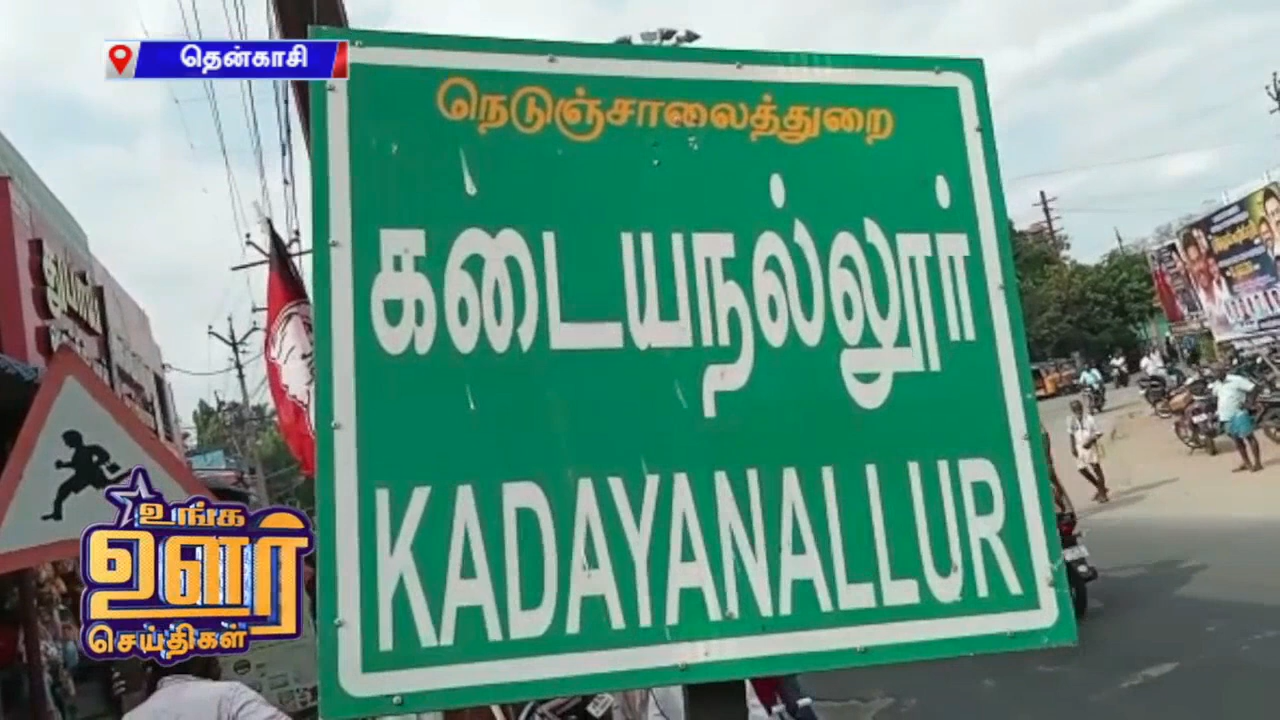 தென்காசி
நெடுஞ்சாலைத்துறை
கடையநல்லூர்
KADAYANALLUR
உங்க
ஊர்
செய்திகள்